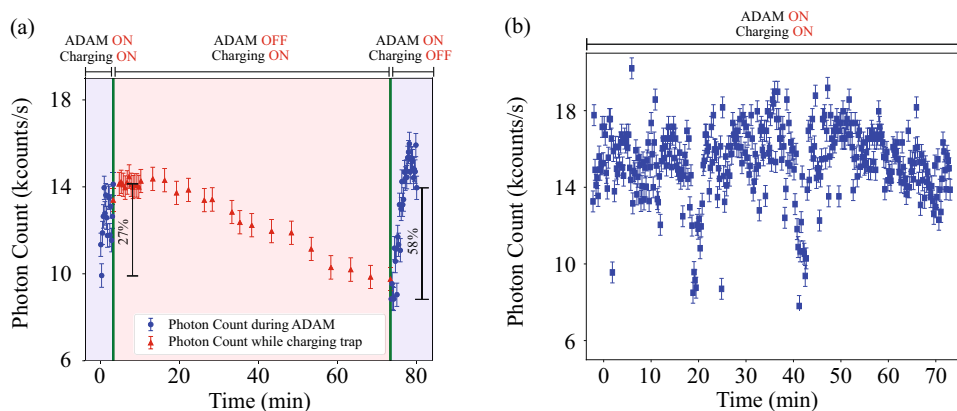 (a)
ADAM ON
Charging ON
ADAM OFF
Charging ON
ADAM ON
Charging OFF
Photon Count (kcounts/s)
18
14
10
6
27%
58%
Photon Count during ADAM
Photon Count while charging trap
0
20
40
60
80
Time (min)
(b)
ADAM ON
Charging ON
Photon Count (kcounts/s)
18
14
10
6
0
10
20
30
40
50
60
70
Time (min)